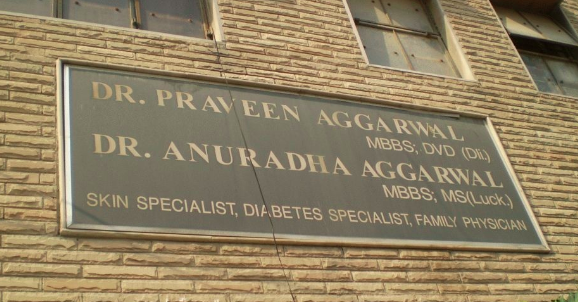 DR. PRAVEEN AGGARWAL
MBBS; DVD (Dli.)
DR. ANURADHA AGGARWAL
MBBS; MS(Luck.)
SKIN SPECIALIST, DIABETES SPECIALIST, FAMILY PHYSICIAN